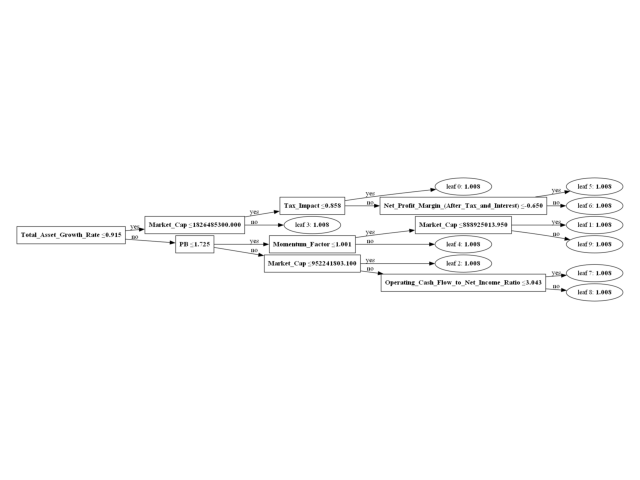 Total_Asset_Growth_Rate ≤0.915
yes
no
Market_Cap ≤1826485300.000
PB ≤1.725
yes
no
yes
no
Tax_Impact ≤0.858
leaf 3: 1.008
Momentum_Factor ≤1.001
Market_Cap ≤952241803.100
yes
no
yes
no
yes
no
leaf 0: 1.008
Net_Profit_Margin_(After_Tax_and_Interest) ≤-0.650
Market_Cap ≤888925013.950
leaf 4: 1.008
leaf 2: 1.008
Operating_Cash_Flow_to_Net_Income_Ratio ≤3.043
yes
no
yes
no
yes
no
leaf 5: 1.008
leaf 6: 1.008
leaf 1: 1.008
leaf 9: 1.008
leaf 7: 1.008
leaf 8: 1.008